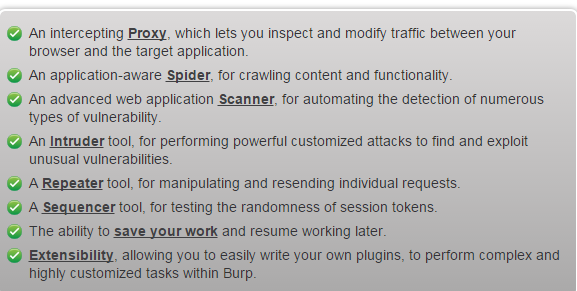 An intercepting Proxy, which lets you inspect and modify traffic between your
browser and the target application.
An application-aware Spider, for crawling content and functionality.
An advanced web application Scanner, for automating the detection of numerous
types of vulnerability.
An Intruder tool, for performing powerful customized attacks to find and exploit
unusual vulnerabilities.
A Repeater tool, for manipulating and resending individual requests.
A Sequencer tool, for testing the randomness of session tokens.
The ability to save your work and resume working later.
Extensibility, allowing you to easily write your own plugins, to perform complex and
highly customized tasks within Burp.